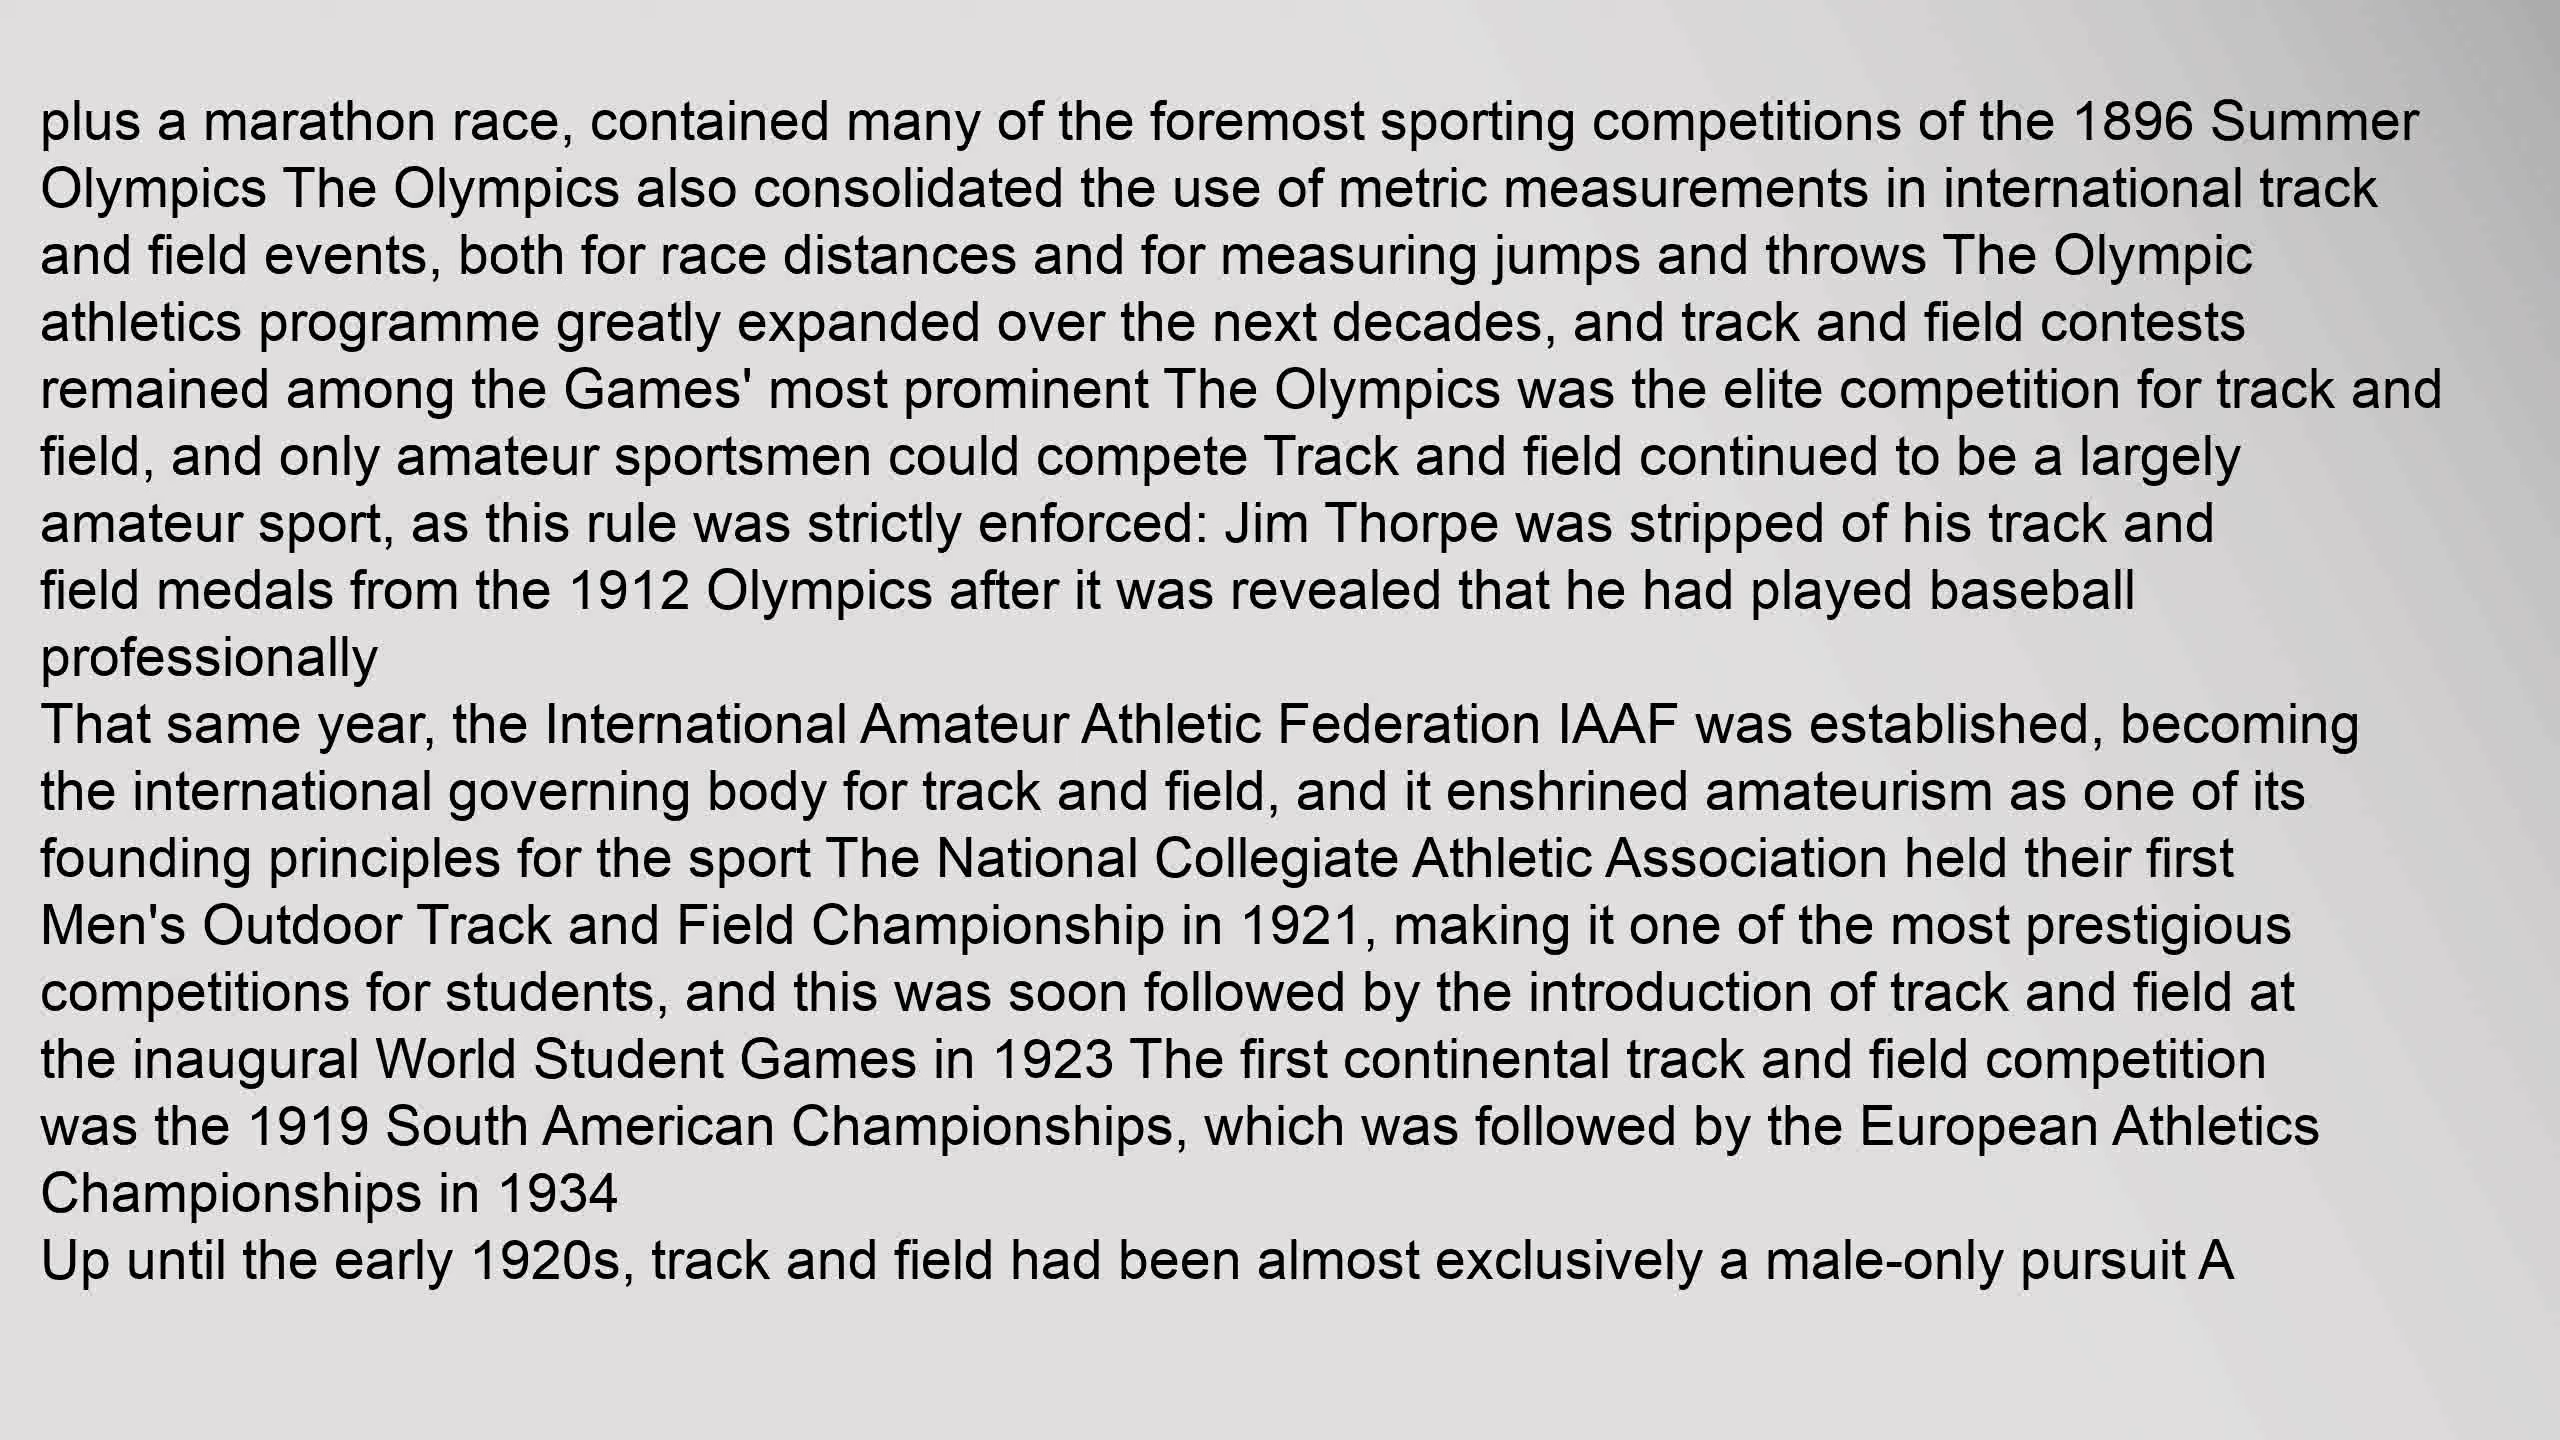 plus a marathon race, contained many of the foremost sporting competitions of the 1896 Summer
Olympics The Olympics also consolidated the use of metric measurements in international track
and field events, both for race distances and for measuring jumps and throws The Olympic
athletics programme greatly expanded over the next decades, and track and field contests
remained among the Games' most prominent The Olympics was the elite competition for track and
field, and only amateur sportsmen could compete Track and field continued to be a largely
amateur sport, as this rule was strictly enforced: Jim Thorpe was stripped of his track and
field medals from the 1912 Olympics after it was revealed that he had played baseball
professionally
That same year, the International Amateur Athletic Federation IAAF was established, becoming
the international governing body for track and field, and it enshrined amateurism as one of its
founding principles for the sport The National Collegiate Athletic Association held their first
Men's Outdoor Track and Field Championship in 1921, making it one of the most prestigious
competitions for students, and this was soon followed by the introduction of track and field at
the inaugural World Student Games in 1923 The first continental track and field competition
was the 1919 South American Championships, which was followed by the European Athletics
Championships in 1934
Up until the early 1920s, track and field had been almost exclusively a male-only pursuit A